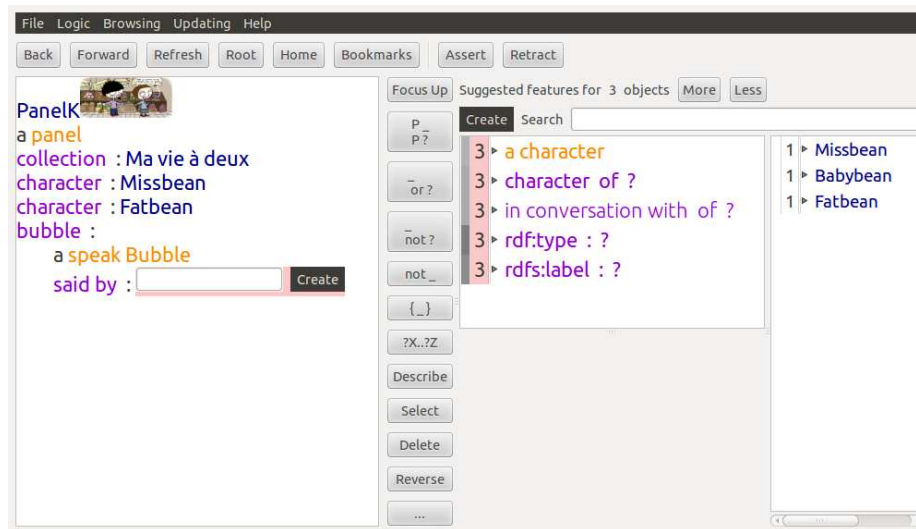 File Logic Browsing Updating Help
Back Forward Refresh Root Home Bookmarks Assert Retract
PanelK
a panel
collection : Ma vie à deux
character : Missbean
character : Fatbean
bubble :
a speak Bubble
said by : Create
Focus Up
P _
P ?
_
or ?
_
not ?
not _
{ _ }
?X..?Z
Describe
Select
Delete
Reverse
...
Suggested features for 3 objects More Less
Create Search
3 a character
3 character of ?
3 in conversation with of ?
3 rdf:type : ?
3 rdfs:label : ?
1 Missbean
1 Babybean
1 Fatbean